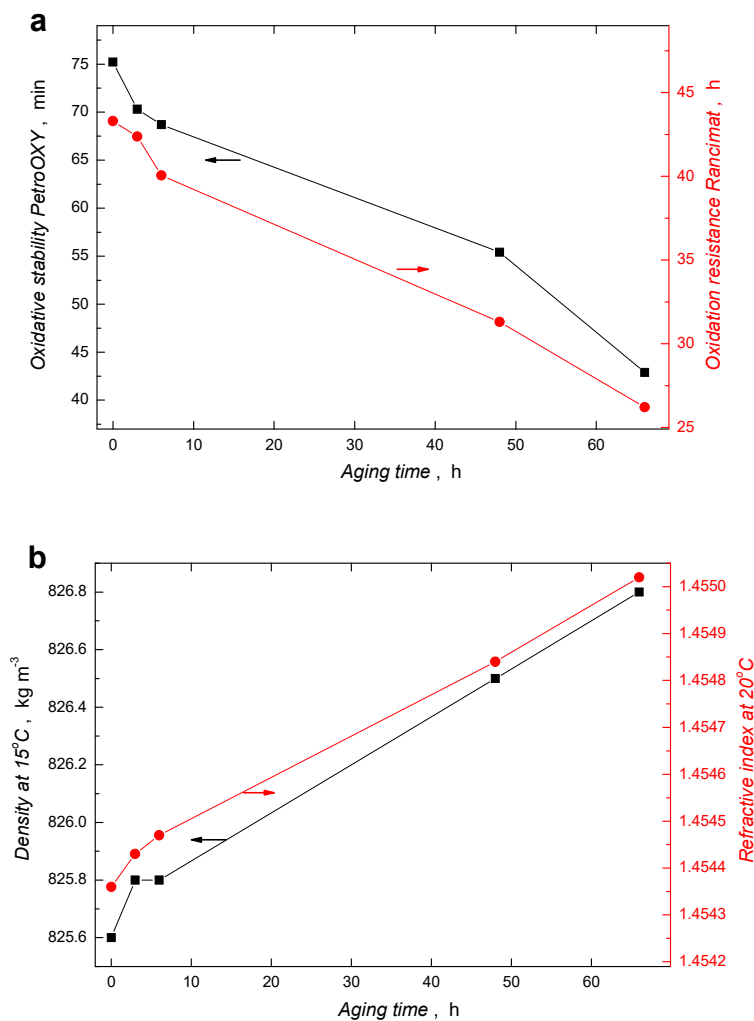 a
Oxidative stability PetroOXY , min
75
70
65
60
55
50
45
40
45
40
35
30
25
Oxidation resistance Rancimat , h
0 10 20 30 40 50 60
Aging time , h
b
Density at 15°C , kg m⁻³
826.8
826.6
826.4
826.2
826.0
825.8
825.6
1.4550
1.4549
1.4548
1.4547
1.4546
1.4545
1.4544
1.4543
1.4542
Refractive index at 20°C
0 10 20 30 40 50 60
Aging time , h